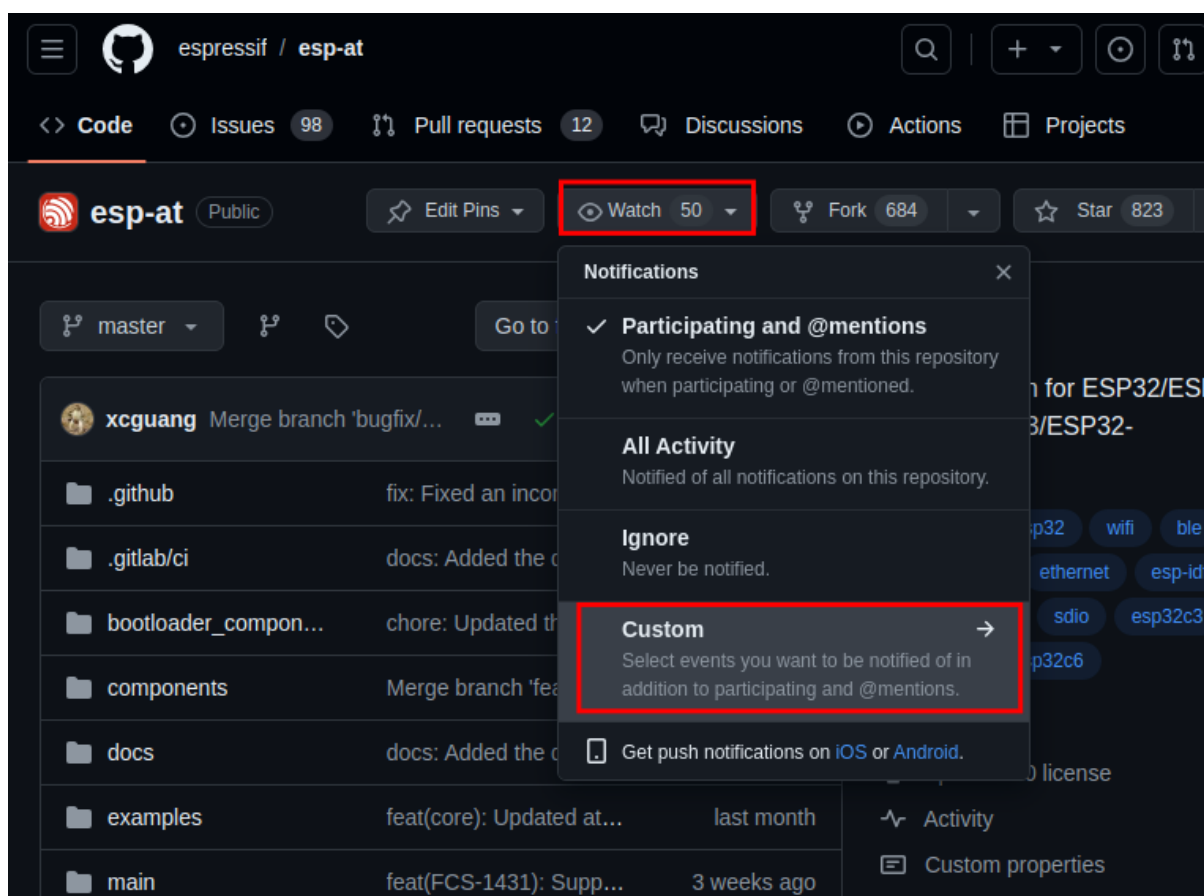 espressif / esp-at
Code Issues 98 Pull requests 12 Discussions Actions Projects
esp-at Public Edit Pins Watch 50 Fork 684 Star 823
Notifications
master Go to
Participating and @mentions
Only receive notifications from this repository
when participating or @mentioned.
for ESP32/ESP
3/ESP32-
xcguang Merge branch 'bugfix/...
All Activity
Notified of all notifications on this repository.
.github fix: Fixed an incor
Ignore
Never be notified.
sp32 wifi ble
.gitlab/ci docs: Added the
ethernet esp-id
bootloader_compon... chore: Updated th
Custom
Select events you want to be notified of in
addition to participating and @mentions.
sdio esp32c3
sp32c6
components Merge branch 'fea
docs docs: Added the
Get push notifications on iOS or Android.
license
examples feat(core): Updated at... last month
Activity
Custom properties
main feat(FCS-1431): Supp... 3 weeks ago